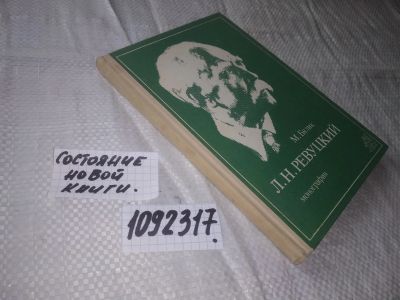 М. Бялик
Л. Н. РЕВУЦКИЙ
монография
СОСТОЯНИЕ
НОВОЙ
КНИГИ.
1092317.